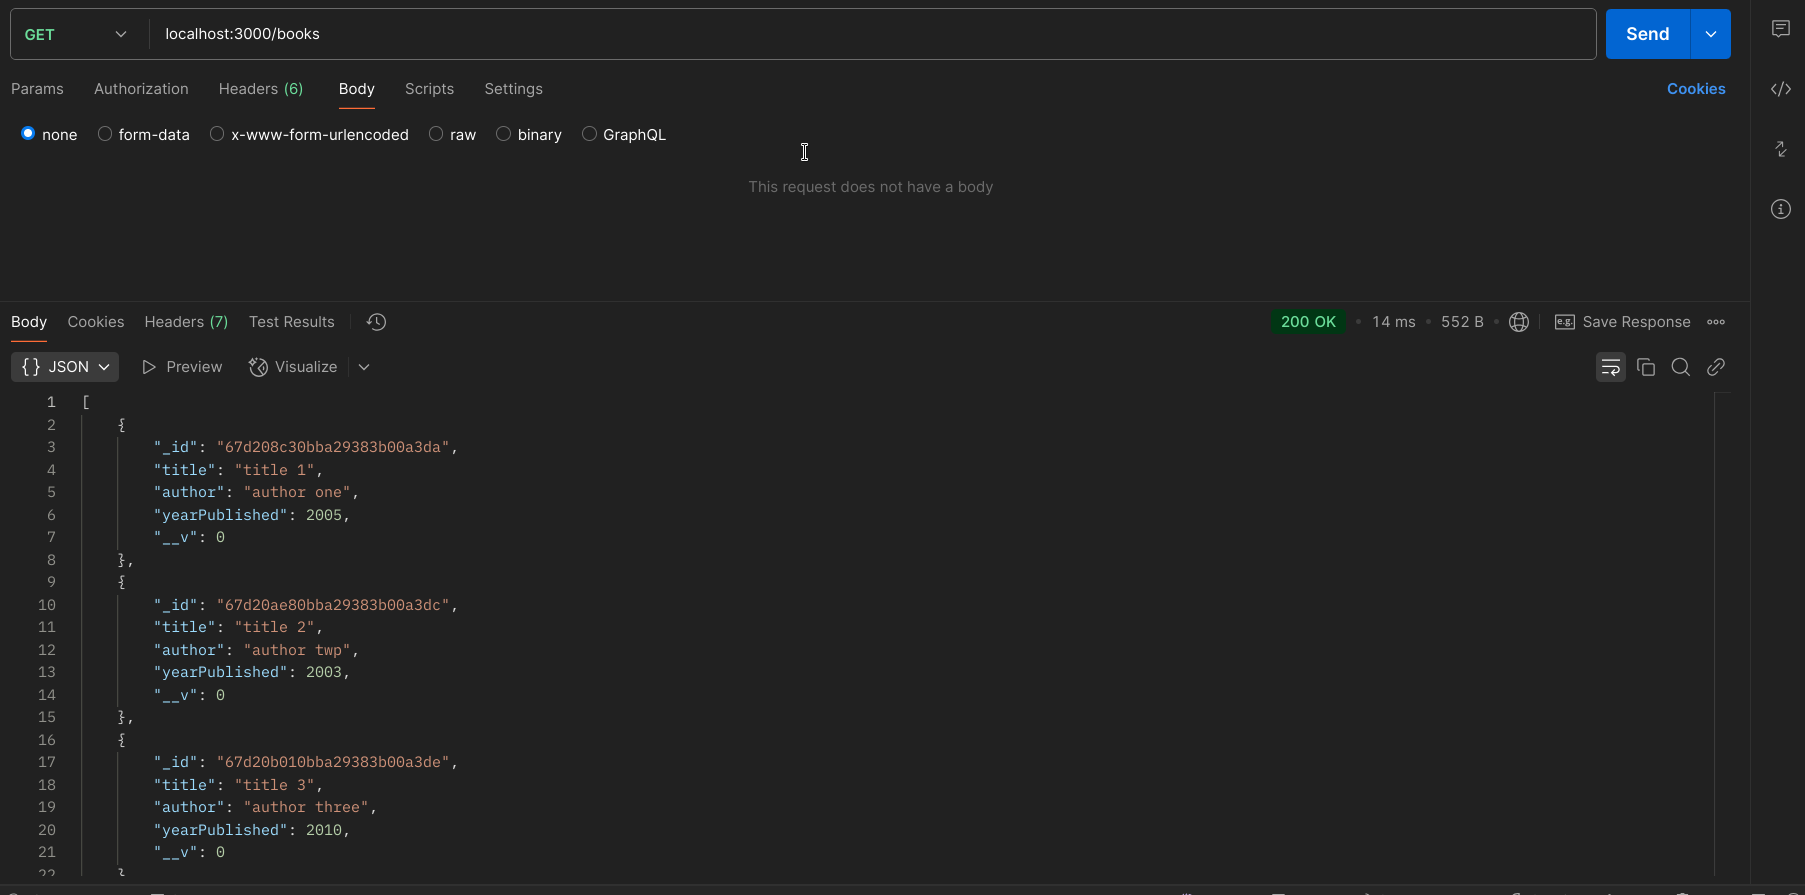 GET localhost:3000/books Send
Params Authorization Headers (6) Body Scripts Settings Cookies
none form-data x-www-form-urlencoded raw binary GraphQL
This request does not have a body
Body Cookies Headers (7) Test Results 200 OK • 14 ms • 552 B • e.g. Save Response
{} JSON Preview Visualize
1 [
2 {
3 "_id": "67d208c30bba29383b00a3da",
4 "title": "title 1",
5 "author": "author one",
6 "yearPublished": 2005,
7 "__v": 0
8 },
9 {
10 "_id": "67d20ae80bba29383b00a3dc",
11 "title": "title 2",
12 "author": "author twp",
13 "yearPublished": 2003,
14 "__v": 0
15 },
16 {
17 "_id": "67d20b010bba29383b00a3de",
18 "title": "title 3",
19 "author": "author three",
20 "yearPublished": 2010,
21 "__v": 0
22 }